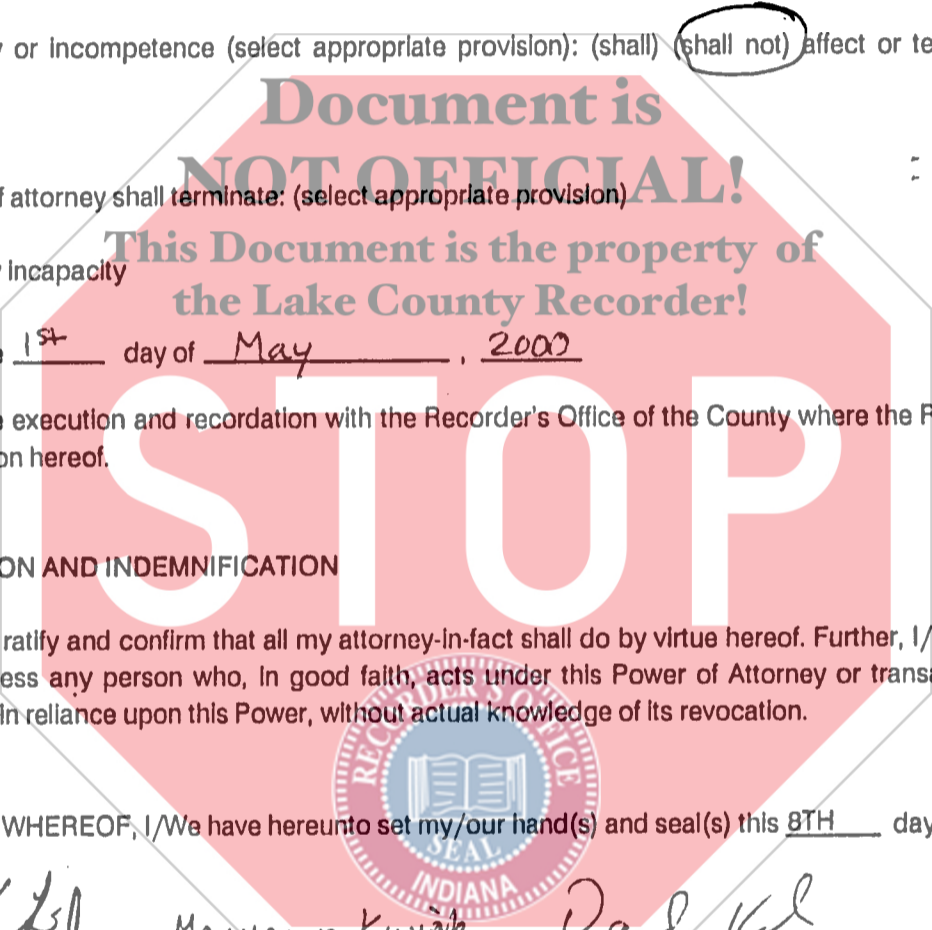 or incompetence (select appropriate provision): (shall) (shall not) affect or te
Document is
NOT OFFICIAL!
attorney shall terminate: (select appropriate provision)
This Document is the property of
incapacity
the Lake County Recorder!
1st day of May, 2000
execution and recordation with the Recorder's Office of the County where the
on hereof.
STOP
ON AND INDEMNIFICATION
ratify and confirm that all my attorney-in-fact shall do by virtue hereof. Further, I/
ess any person who, in good faith, acts under this Power of Attorney or trans
in reliance upon this Power, without actual knowledge of its revocation.
RECORDER'S OFFICE
WHEREOF, I/We have hereunto set my/our hand(s) and seal(s) this 8TH day
SEAL
INDIANA